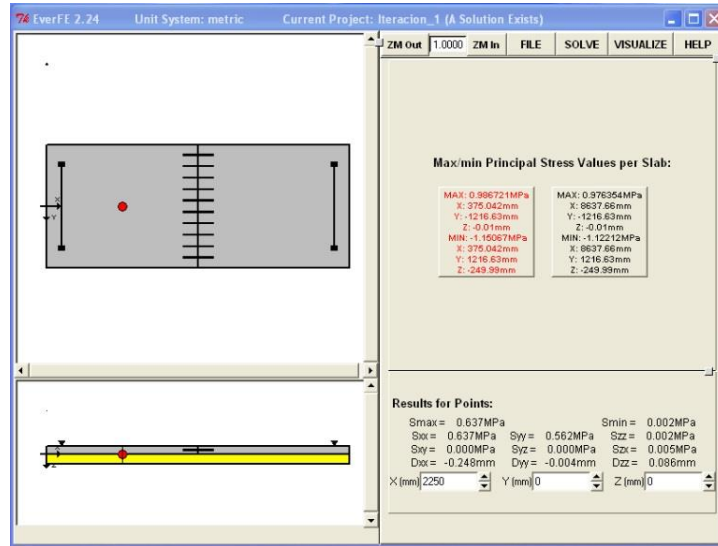 EverFE 2.24 Unit System: metric Current Project: Iteracion_1 (A Solution Exists)
ZM Out 1.0000 ZM In FILE SOLVE VISUALIZE HELP
Max/min Principal Stress Values per Slab:
MAX: 0.986721MPa
X: 375.042mm
Y: -1216.63mm
Z: -0.01mm
MIN: -1.15067MPa
X: 375.042mm
Y: 1216.63mm
Z: -249.99mm
MAX: 0.976354MPa
X: 8637.66mm
Y: -1216.63mm
Z: -0.01mm
MIN: -1.12212MPa
X: 8637.66mm
Y: 1216.63mm
Z: -249.99mm
X
Y
X
Z
Results for Points:
Smax = 0.637MPa Smin = 0.002MPa
Sxx = 0.637MPa Syy = 0.562MPa Szz = 0.002MPa
Sxy = 0.000MPa Syz = 0.000MPa Szx = 0.005MPa
Dxx = -0.248mm Dyy = -0.004mm Dzz = 0.086mm
X (mm) 2250 Y (mm) 0 Z (mm) 0